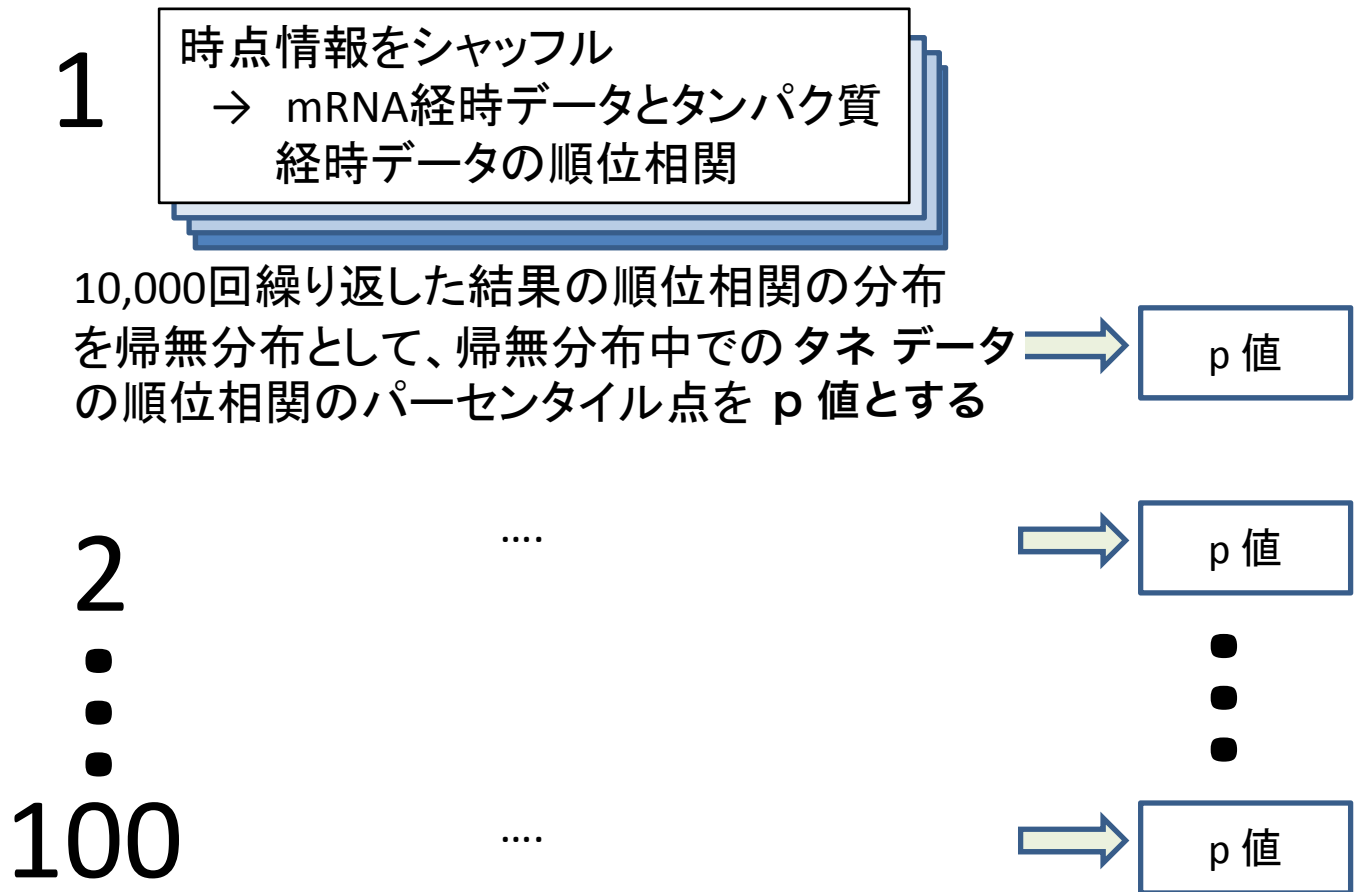 1
時点情報をシャッフル
→ mRNA経時データとタンパク質
経時データの順位相関
10,000回繰り返した結果の順位相関の分布
を帰無分布として、帰無分布中での タネ データ
の順位相関のパーセンタイル点を p 値とする
p 値
2 ....
p 値
100 ....
p 値